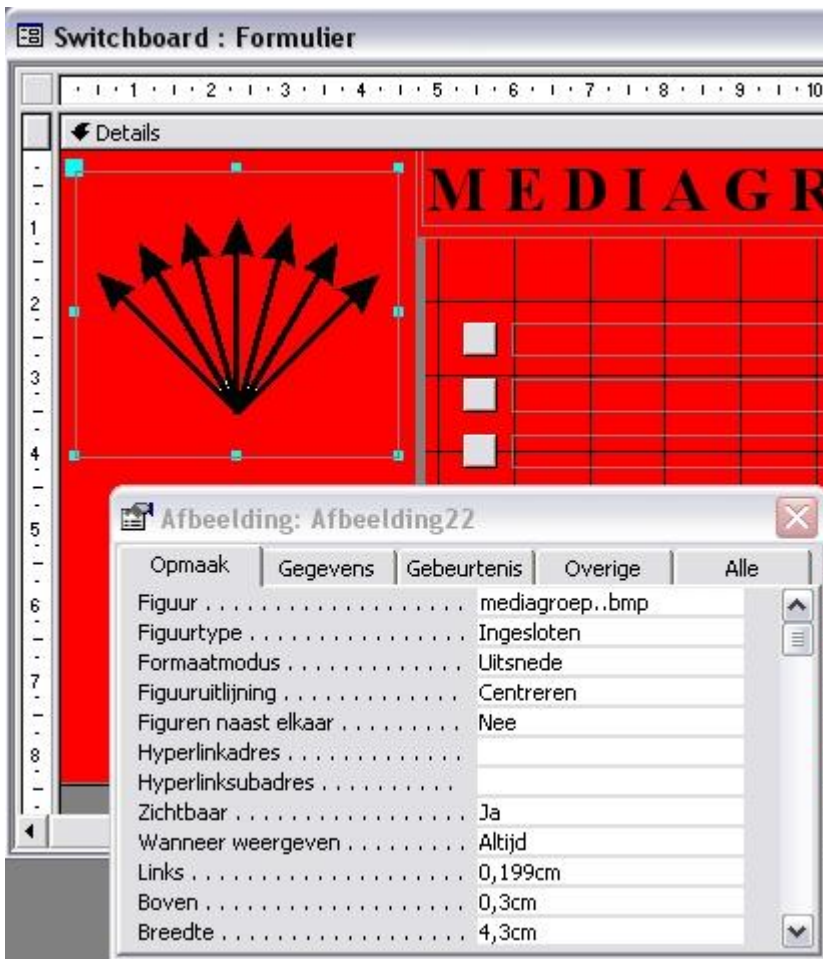 Switchboard : Formulier
1 2 3 4 5 6 7 8 9 10
Details
MEDIAGR
1
2
3
4
5
6
7
8
Afbeelding: Afbeelding22
Opmaak Gegevens Gebeurtenis Overige Alle
Figuur . . . . . . . . . . . . . . . . . . . . mediagroep..bmp
Figuurtype . . . . . . . . . . . . . . . . Ingesloten
Formaatmodus . . . . . . . . . . . . . Uitsnede
Figuuruitlijning . . . . . . . . . . . . . Centreren
Figuren naast elkaar . . . . . . . . . Nee
Hyperlinkadres . . . . . . . . . . . . . .
Hyperlinksubadres . . . . . . . . . .
Zichtbaar . . . . . . . . . . . . . . . . . Ja
Wanneer weergeven . . . . . . . . . Altijd
Links . . . . . . . . . . . . . . . . . . . . . 0,199cm
Boven . . . . . . . . . . . . . . . . . . . . 0,3cm
Breedte . . . . . . . . . . . . . . . . . . . 4,3cm